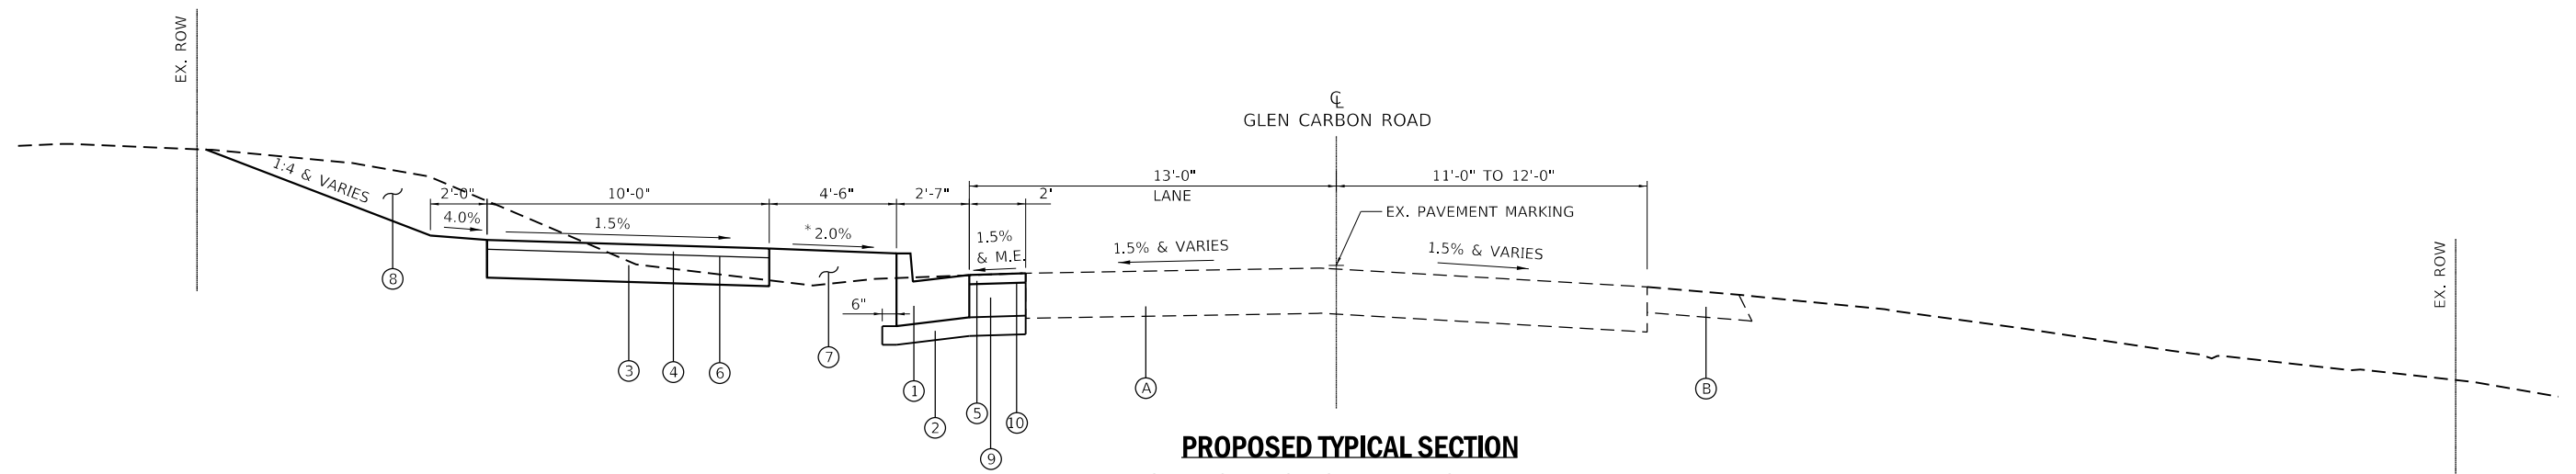 EX. ROW
℄
GLEN CARBON ROAD
13'-0"
11'-0" TO 12'-0"
1:4 & VARIES
2'-0"
10'-0"
4'-6"
2'-7"
2'
LANE
EX. PAVEMENT MARKING
4.0%
1.5%
*2.0%
1.5%
& M.E.
1.5% & VARIES
1.5% & VARIES
EX. ROW
6"
8
3
4
6
7
1
2
5
10
9
A
B
PROPOSED TYPICAL SECTION